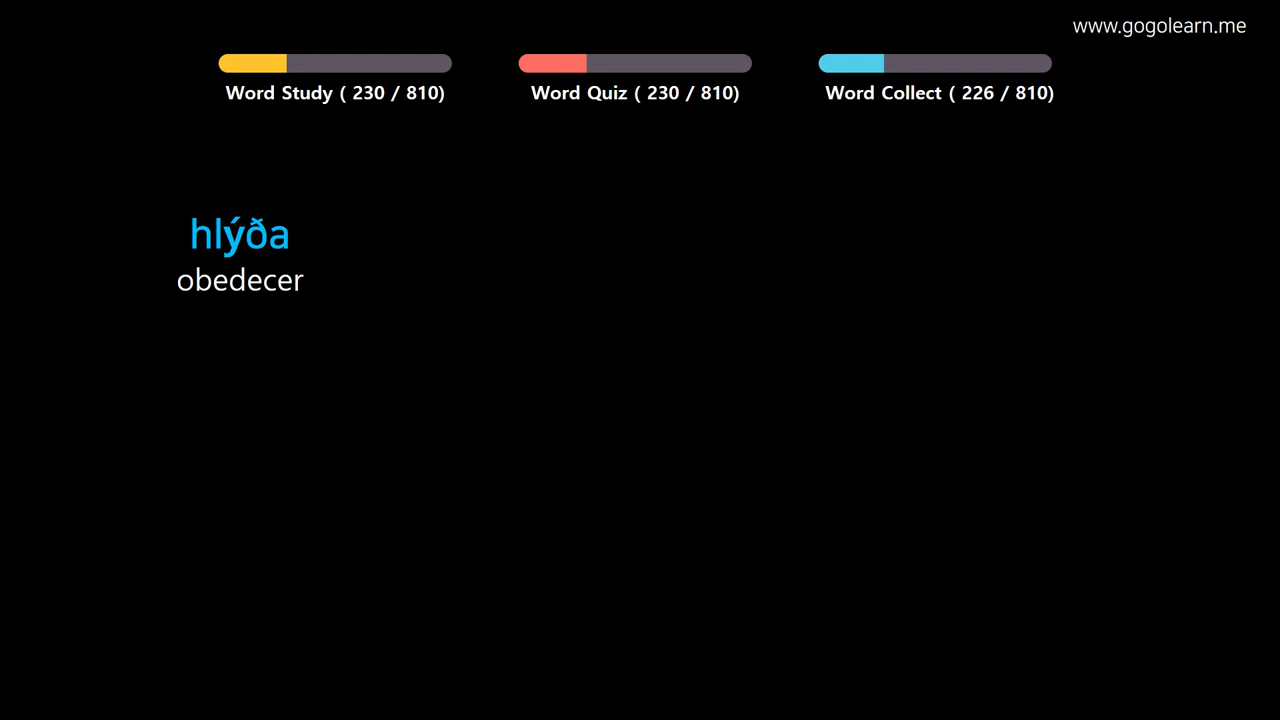 www.gogolearn.me
Word Study ( 230 / 810)
Word Quiz ( 230 / 810)
Word Collect ( 226 / 810)
hlýða
obedecer